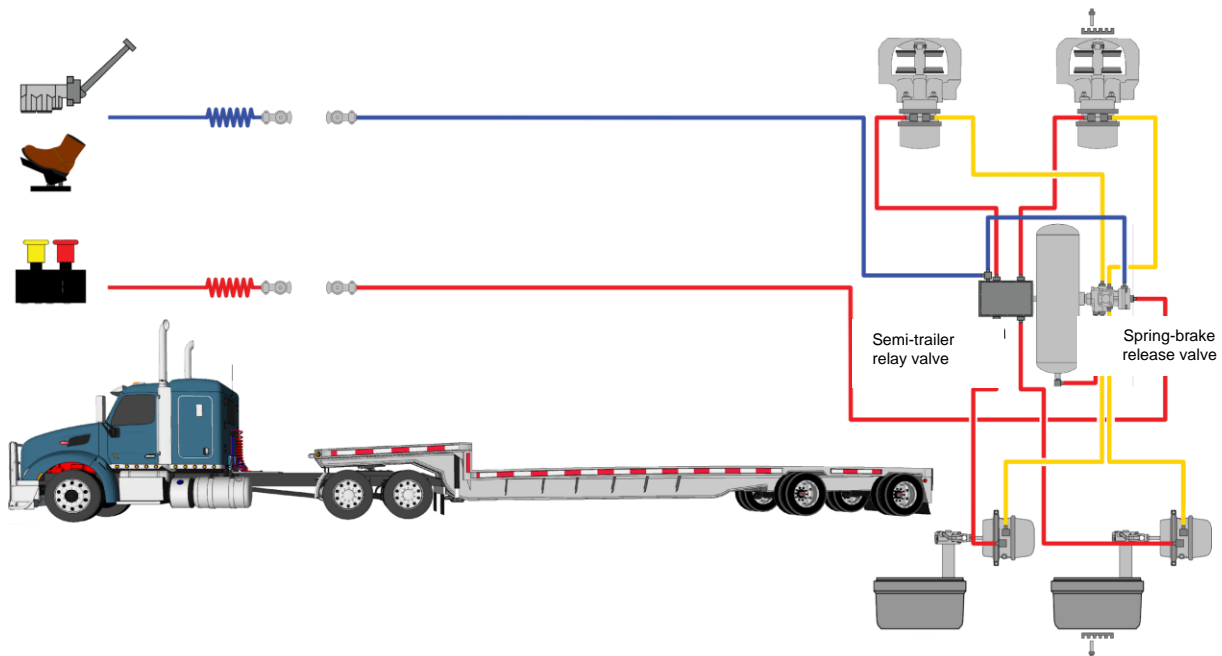 Semi-trailer
relay valve
Spring-brake
release valve